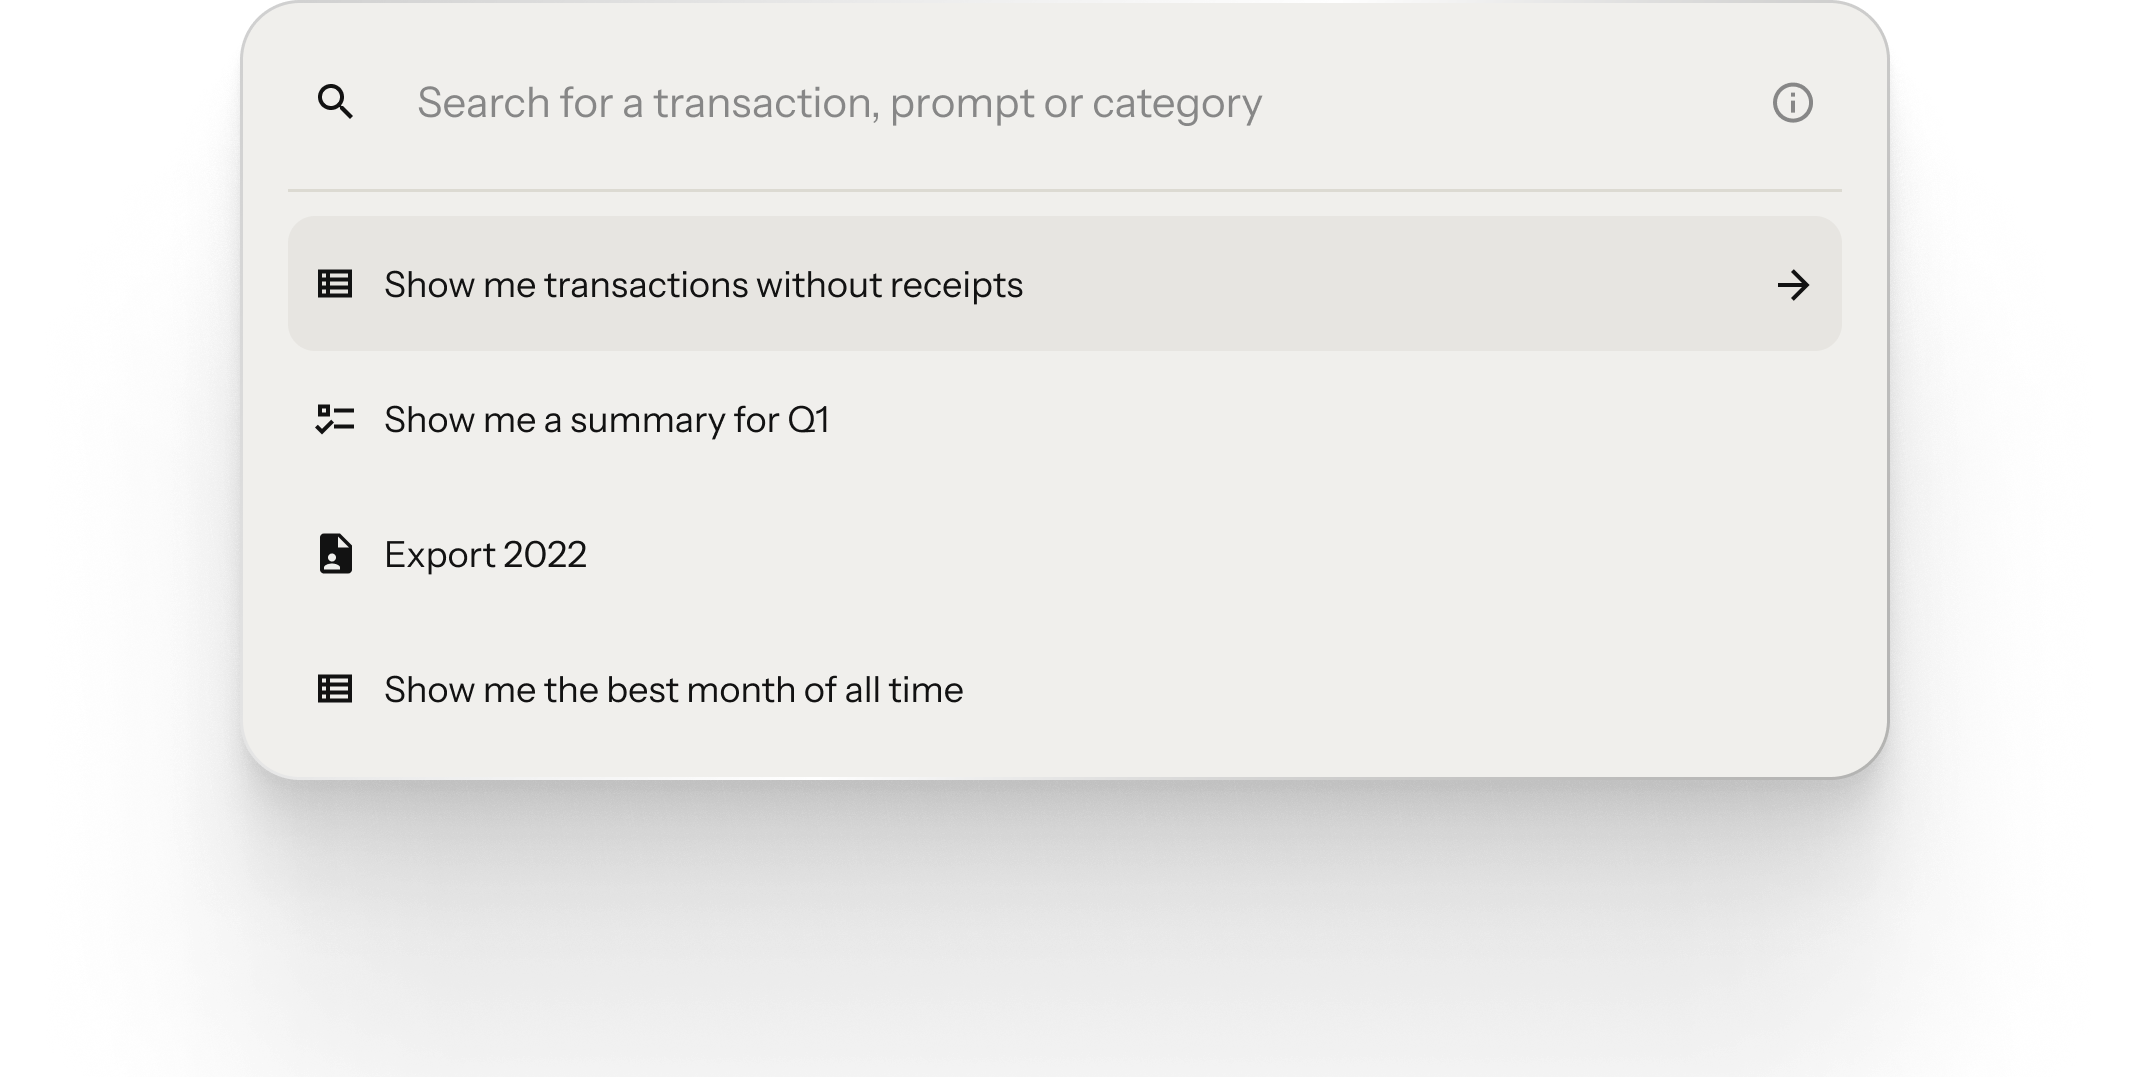 Search for a transaction, prompt or category
Show me transactions without receipts
Show me a summary for Q1
Export 2022
Show me the best month of all time